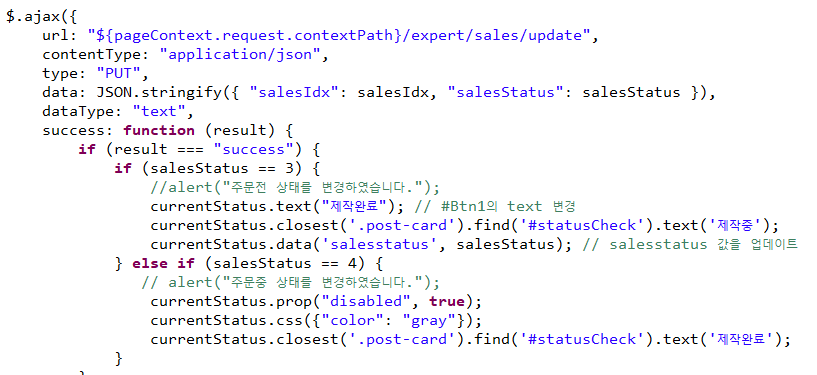 $.ajax({
url: "${pageContext.request.contextPath}/expert/sales/update",
contentType: "application/json",
type: "PUT",
data: JSON.stringify({ "salesIdx": salesIdx, "salesStatus": salesStatus }),
dataType: "text",
success: function (result) {
if (result === "success") {
if (salesStatus == 3) {
//alert("주문전 상태를 변경하였습니다.");
currentStatus.text("제작완료"); // #Btn1의 text 변경
currentStatus.closest('.post-card').find('#statusCheck').text('제작중');
currentStatus.data('salesstatus', salesStatus); // salesstatus 값을 업데이트
} else if (salesStatus == 4) {
// alert("주문중 상태를 변경하였습니다.");
currentStatus.prop("disabled", true);
currentStatus.css({"color": "gray"});
currentStatus.closest('.post-card').find('#statusCheck').text('제작완료');
}